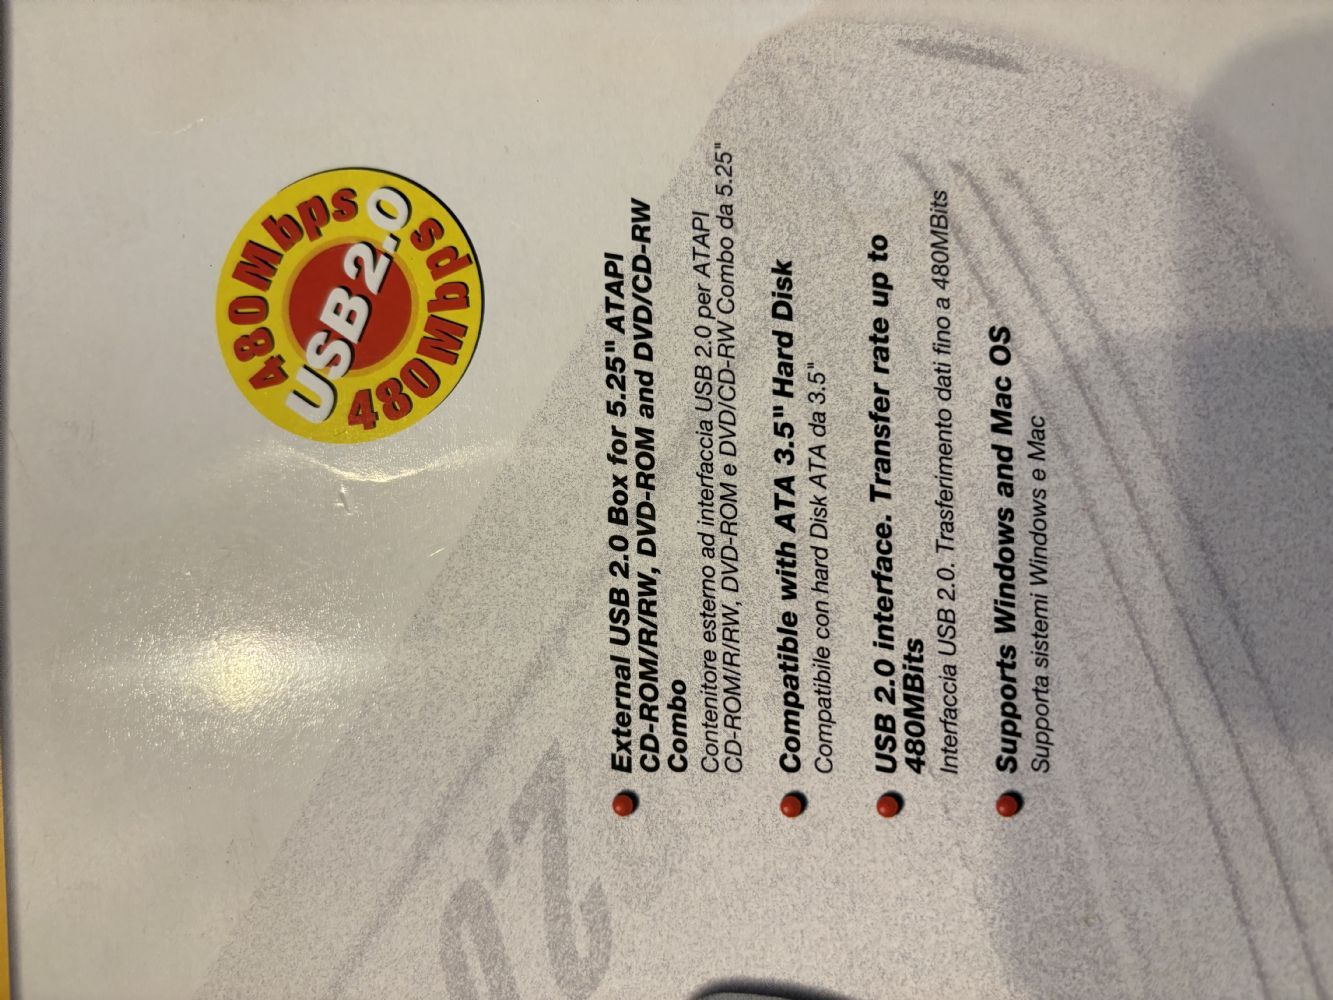 480Mbps
USB2.0
480Mbps
External USB 2.0 Box for 5.25" ATAPI
CD-ROM/R/RW, DVD-ROM and DVD/CD-RW
Combo
Contenitore esterno ad interfaccia USB 2.0 per ATAPI
CD-ROM/R/RW, DVD-ROM e DVD/CD-RW Combo da 5.25"
Compatible with ATA 3.5" Hard Disk
Compatibile con hard Disk ATA da 3.5"
USB 2.0 interface. Transfer rate up to
480MBits
Interfaccia USB 2.0. Trasferimento dati fino a 480MBits
Supports Windows and Mac OS
Supporta sistemi Windows e Mac